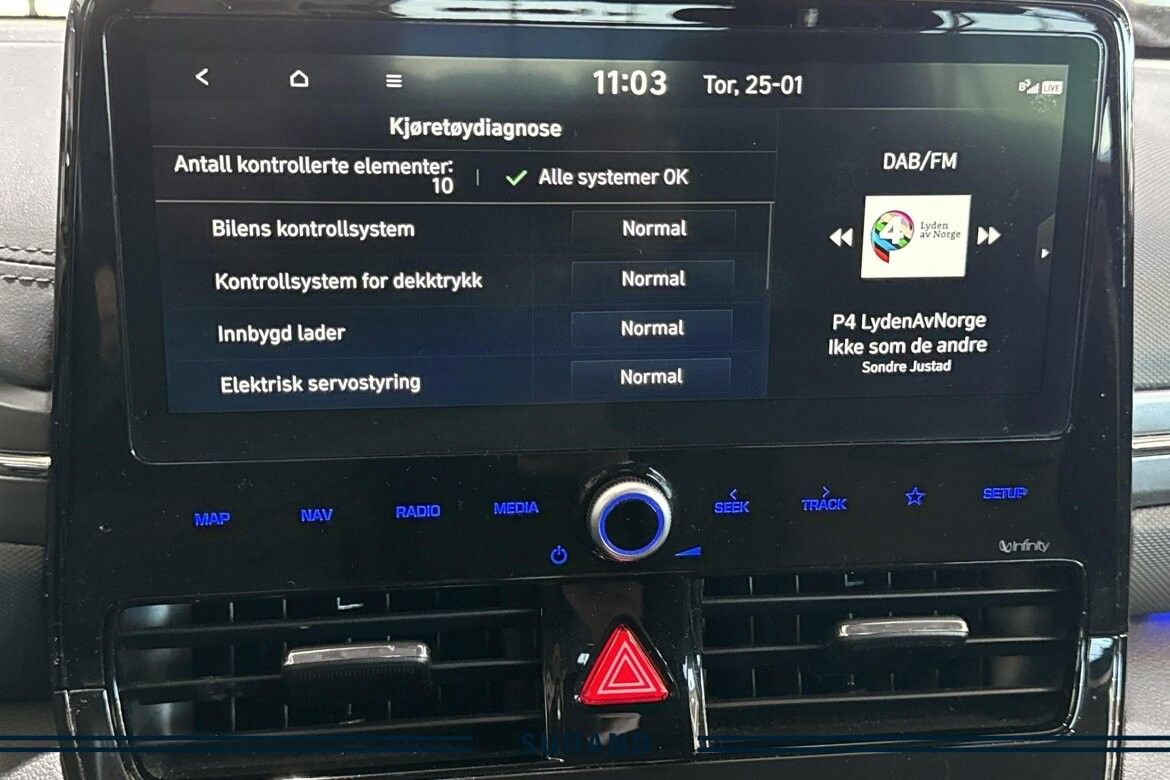 11:03 Tor, 25-01
LIVE
Kjøretøydiagnose
Antall kontrollerte elementer:
10
Alle systemer OK
Bilens kontrollsystem Normal
Kontrollsystem for dekktrykk Normal
Innbygd lader Normal
Elektrisk servostyring Normal
DAB/FM
4 Lyden
av Norge
P4 LydenAvNorge
Ikke som de andre
Sondre Justad
MAP NAV RADIO MEDIA SEEK TRACK SETUP
Infinity